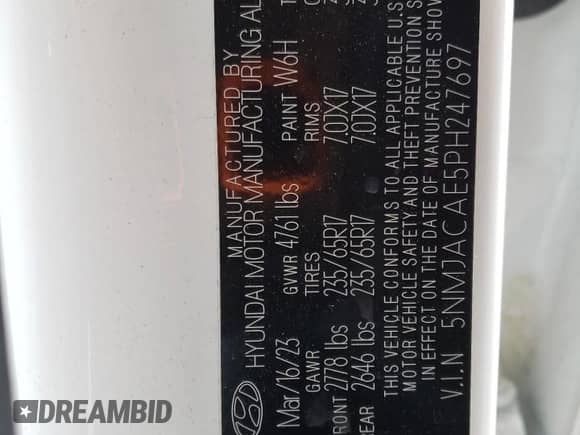 MANUFACTURED BY
HYUNDAI MOTOR MANUFACTURING AL
Mar/16/23 GVWR 4761 lbs PAINT W6H
GAWR TIRES RIMS
FRONT 2778 lbs 235/65R17 7.0JX17
REAR 2646 lbs 235/65R17 7.0JX17
THIS VEHICLE CONFORMS TO ALL APPLICABLE U.S
MOTOR VEHICLE SAFETY AND THEFT PREVENTION S
IN EFFECT ON THE DATE OF MANUFACTURE SHOW
V.I.N 5NMJACAE5PH247697
DREAMBID